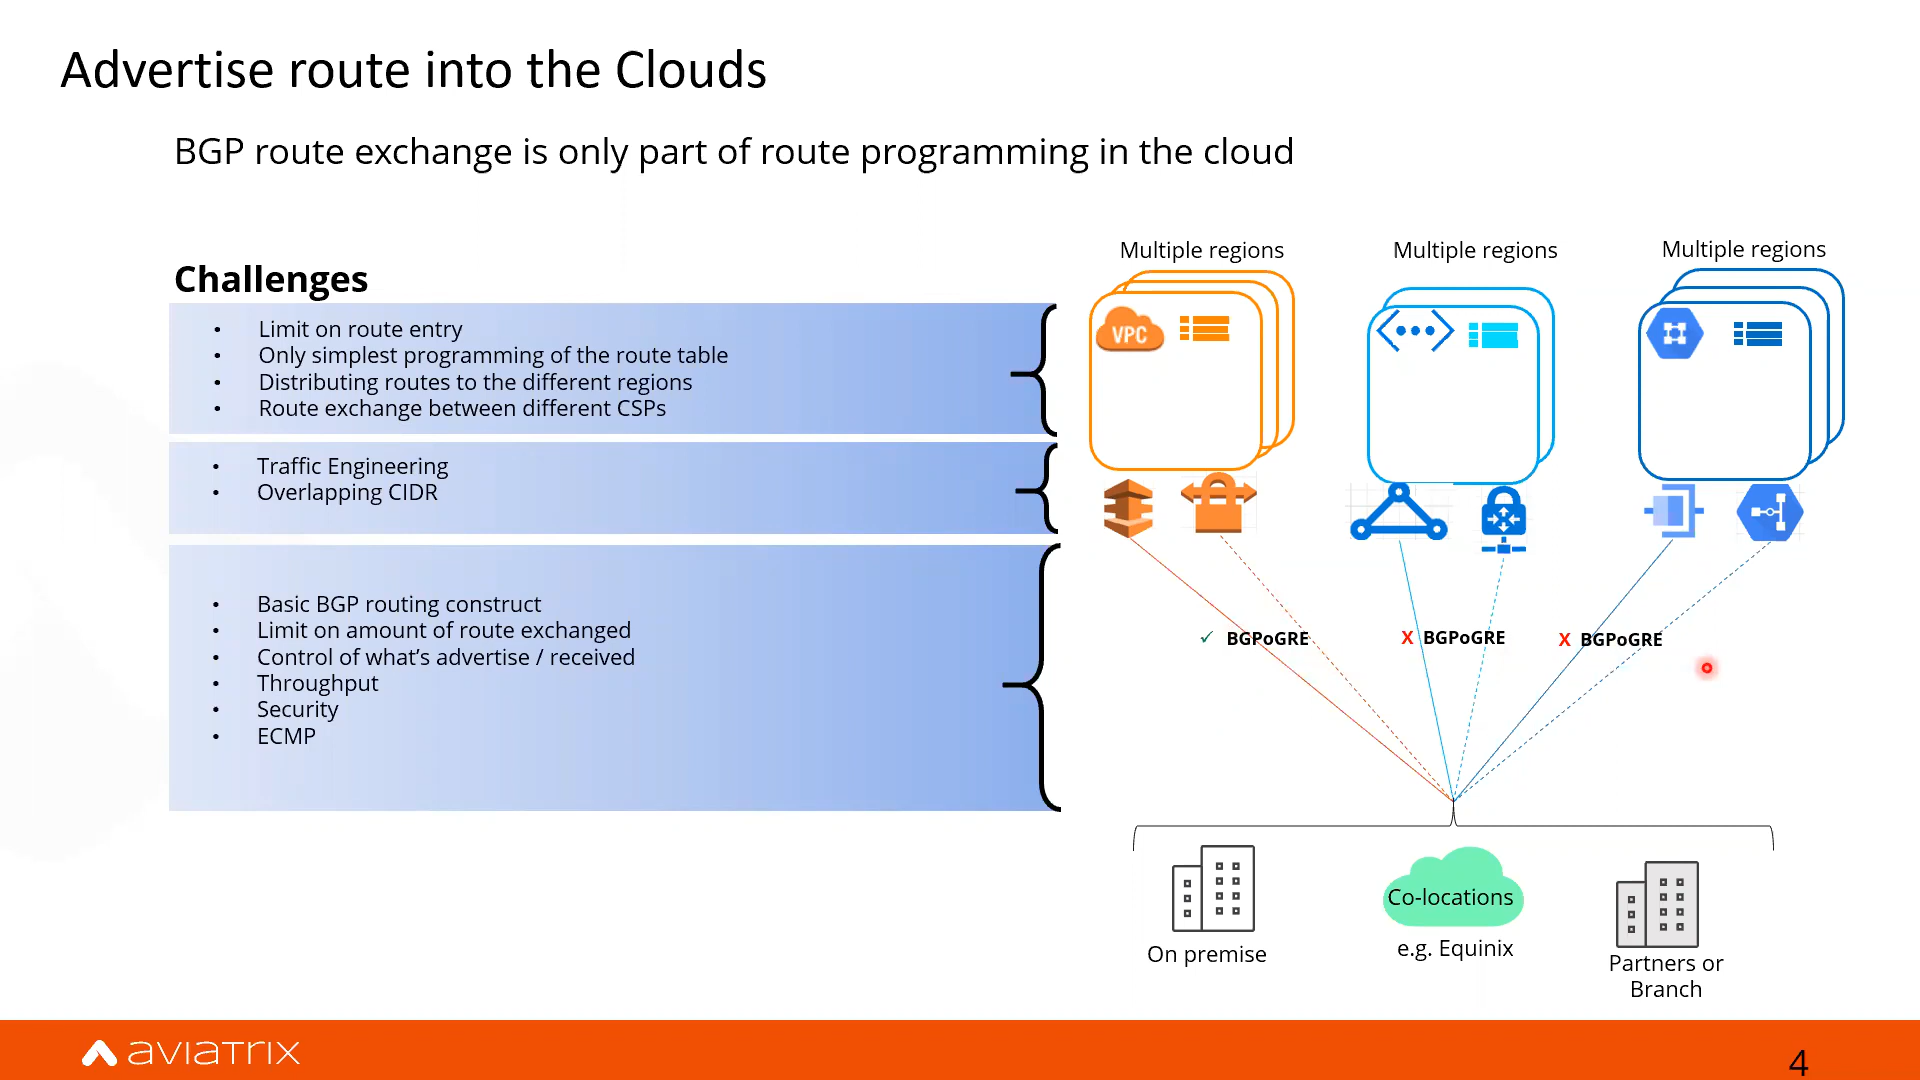 Advertise route into the Clouds
BGP route exchange is only part of route programming in the cloud
Challenges
• Limit on route entry
• Only simplest programming of the route table
• Distributing routes to the different regions
• Route exchange between different CSPs
• Traffic Engineering
• Overlapping CIDR
• Basic BGP routing construct
• Limit on amount of route exchanged
• Control of what's advertise / received
• Throughput
• Security
• ECMP
Multiple regions
Multiple regions
Multiple regions
VPC
✓ BGPoGRE
X BGPoGRE
X BGPoGRE
On premise
Co-locations
e.g. Equinix
Partners or
Branch
aviatrix
4